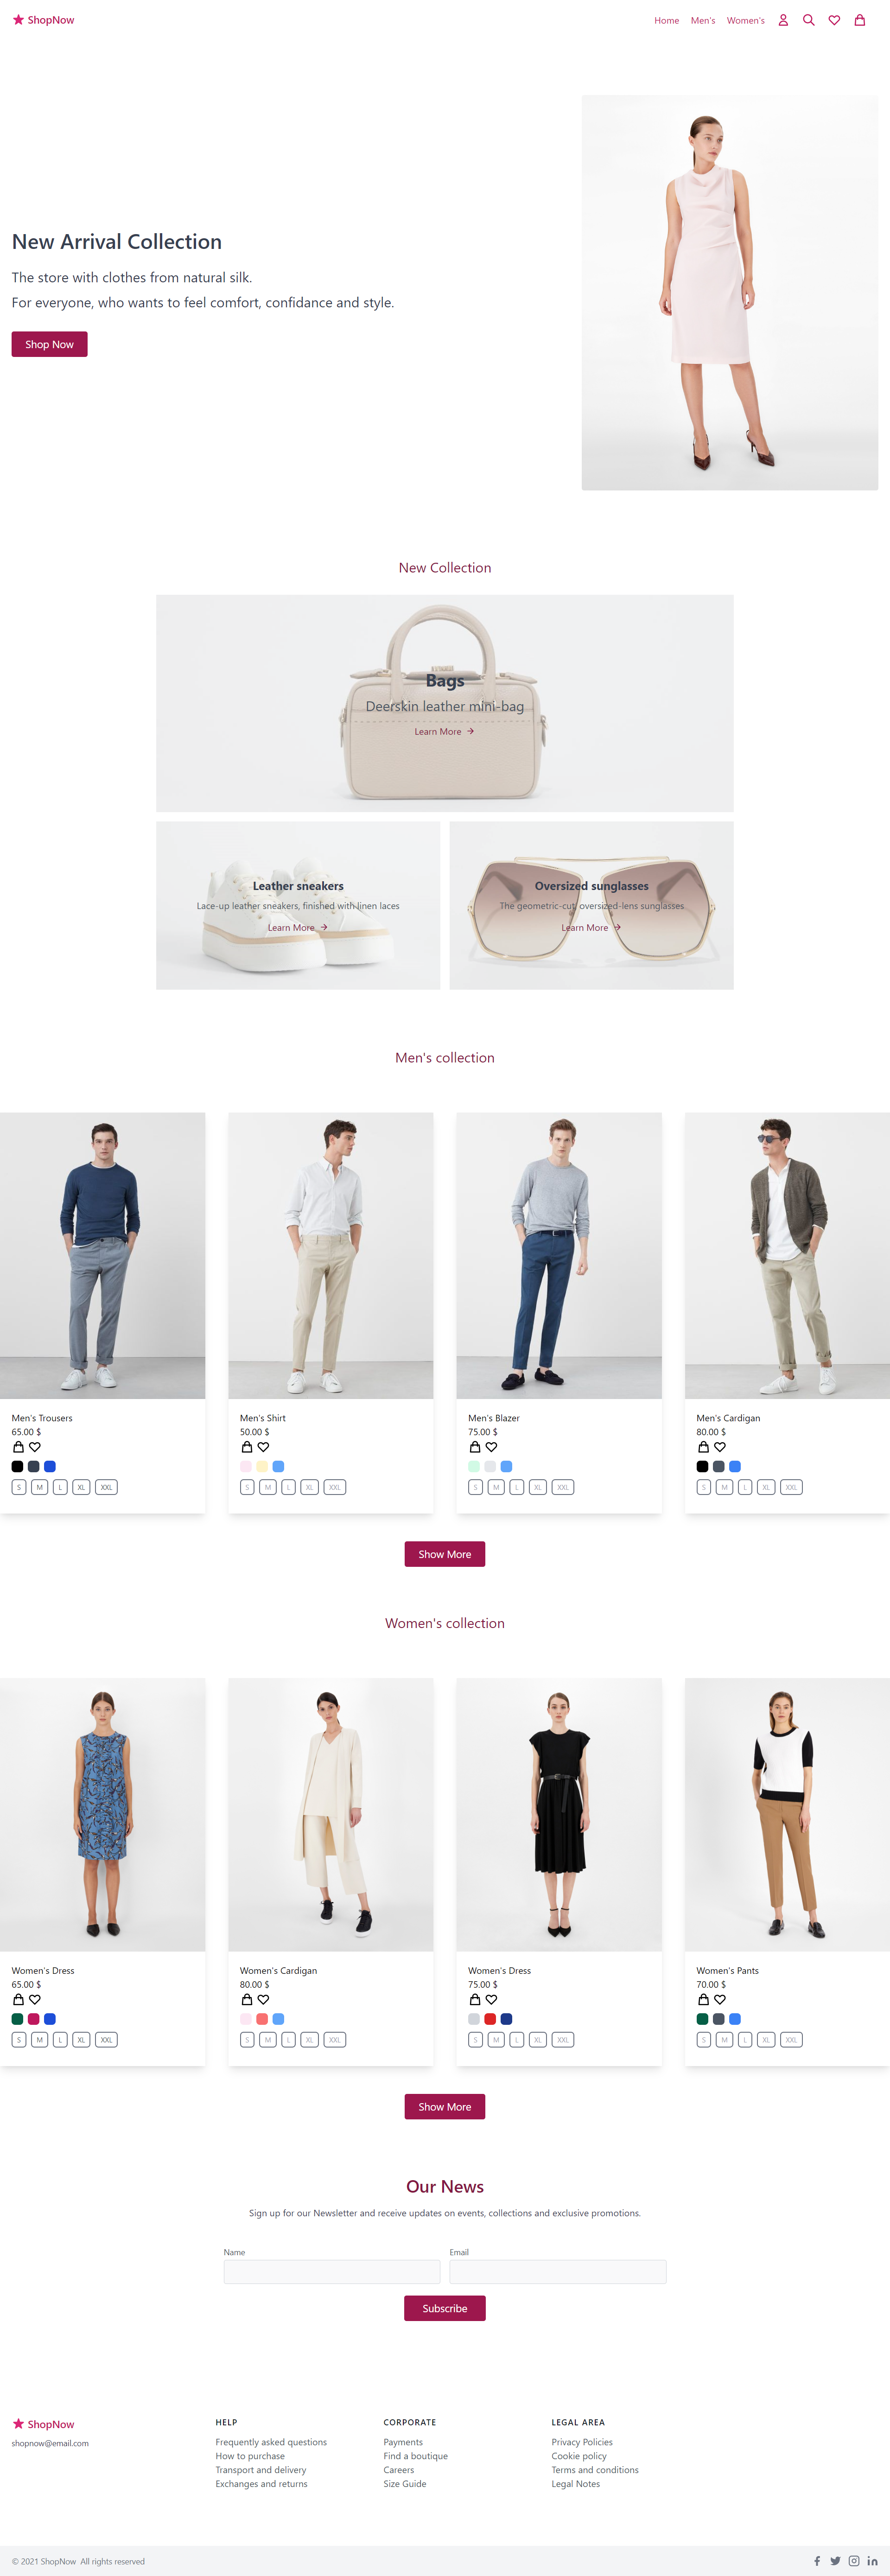 ShopNow
Home Men's Women's
New Arrival Collection
The store with clothes from natural silk.
For everyone, who wants to feel comfort, confidance and style.
Shop Now
New Collection
Bags
Deerskin leather mini-bag
Learn More
Leather sneakers
Lace-up leather sneakers, finished with linen laces
Learn More
Oversized sunglasses
The geometric-cut, oversized-lens sunglasses
Learn More
Men's collection
Men's Trousers
65.00 $
S M L XL XXL
Men's Shirt
50.00 $
S M L XL XXL
Men's Blazer
75.00 $
S M L XL XXL
Men's Cardigan
80.00 $
S M L XL XXL
Show More
Women's collection
Women's Dress
65.00 $
S M L XL XXL
Women's Cardigan
80.00 $
S M L XL XXL
Women's Dress
75.00 $
S M L XL XXL
Women's Pants
70.00 $
S M L XL XXL
Show More
Our News
Sign up for our Newsletter and receive updates on events, collections and exclusive promotions.
Name
Email
Subscribe
ShopNow
shopnow@email.com
HELP
Frequently asked questions
How to purchase
Transport and delivery
Exchanges and returns
CORPORATE
Payments
Find a boutique
Careers
Size Guide
LEGAL AREA
Privacy Policies
Cookie policy
Terms and conditions
Legal Notes
© 2021 ShopNow All rights reserved